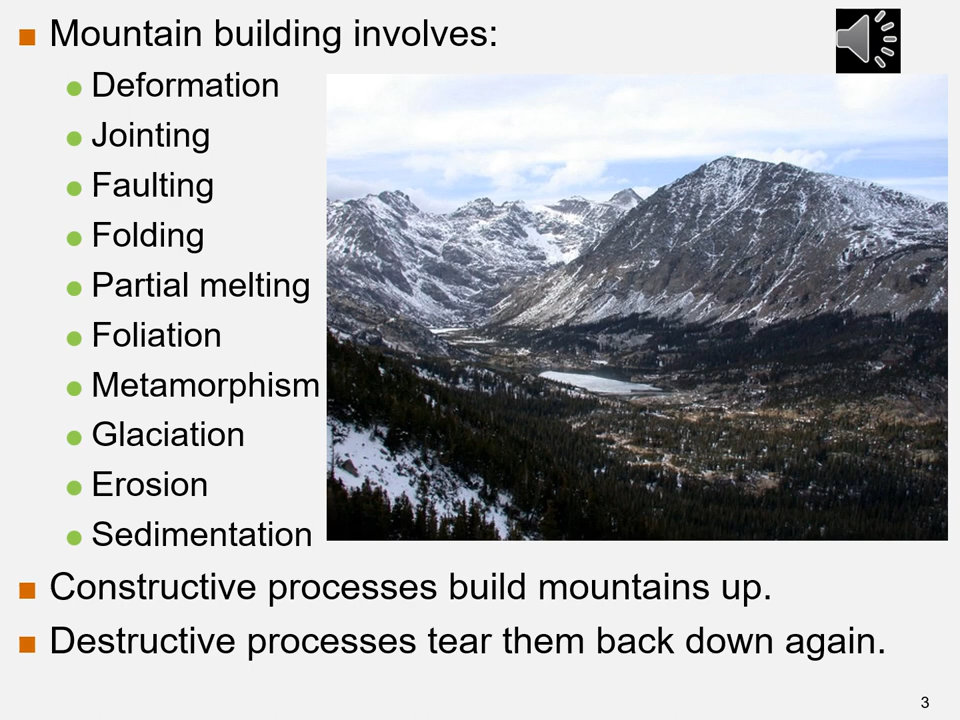 Mountain building involves:
Deformation
Jointing
Faulting
Folding
Partial melting
Foliation
Metamorphism
Glaciation
Erosion
Sedimentation
Constructive processes build mountains up.
Destructive processes tear them back down again.
3